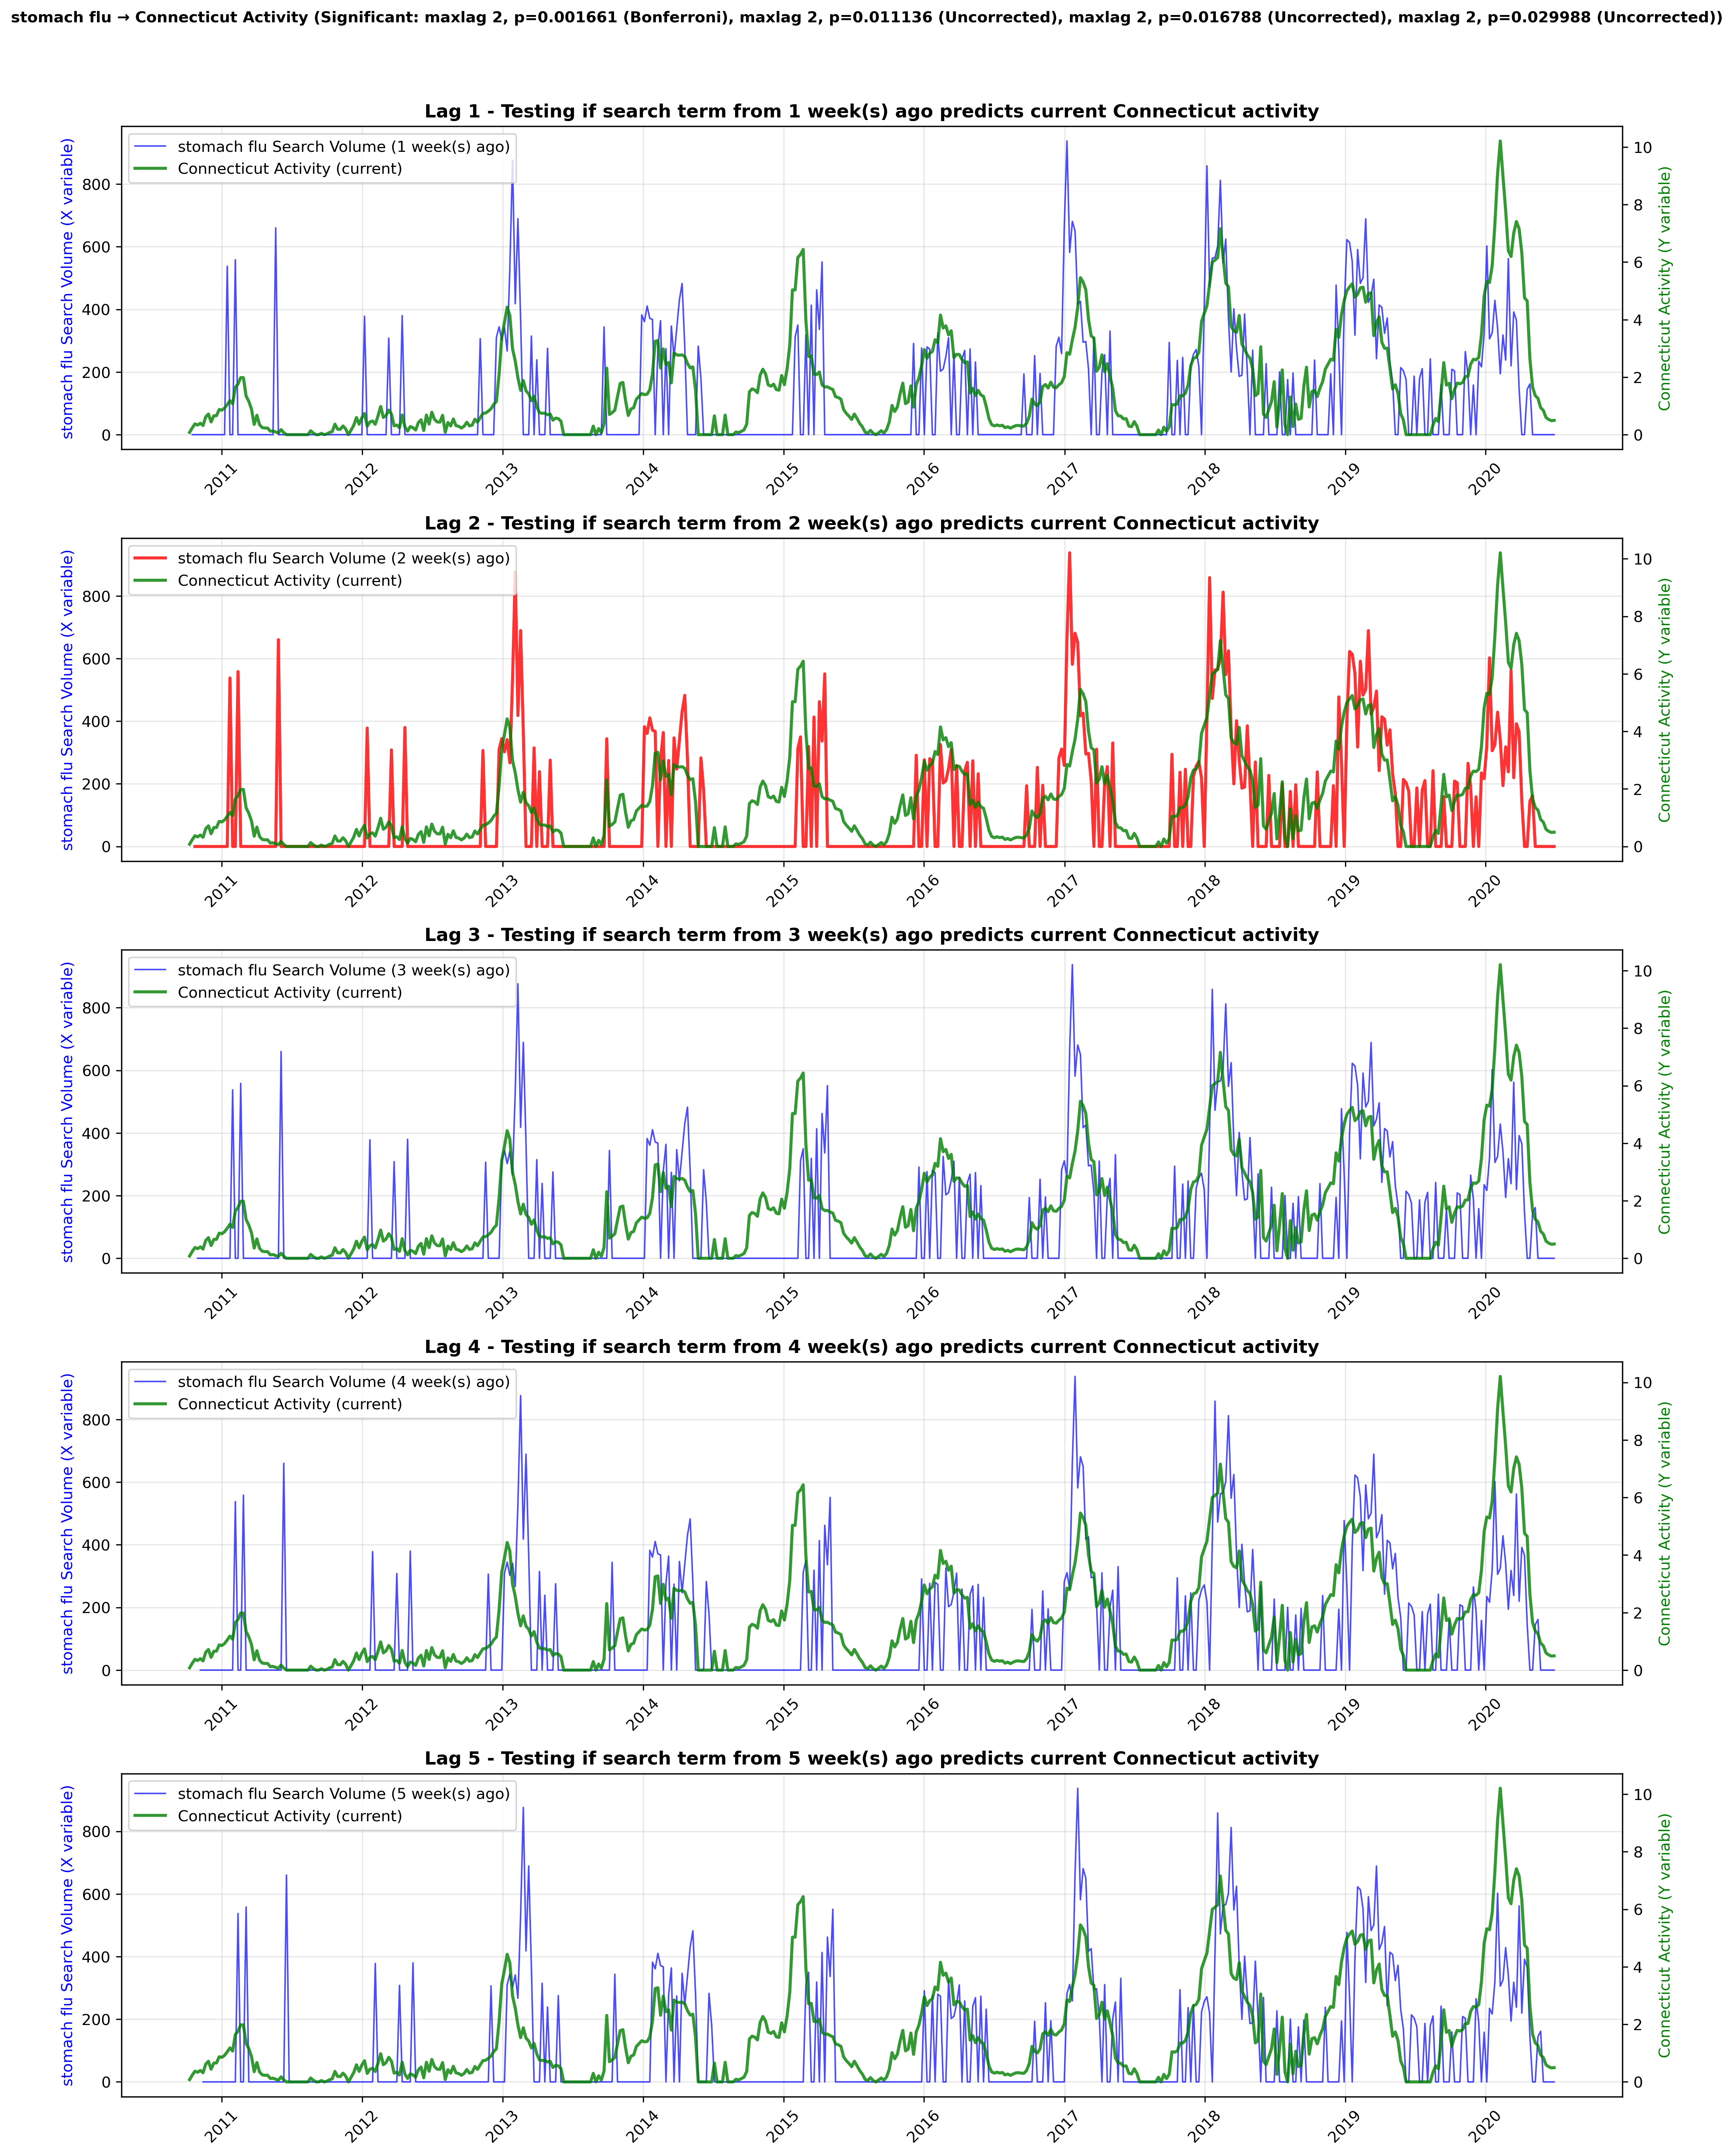 stomach flu → Connecticut Activity (Significant: maxlag 2, p=0.001661 (Bonferroni), maxlag 2, p=0.011136 (Uncorrected), maxlag 2, p=0.016788 (Uncorrected), maxlag 2, p=0.029988 (Uncorrected))
Lag 1 - Testing if search term from 1 week(s) ago predicts current Connecticut activity
stomach flu Search Volume (1 week(s) ago)
Connecticut Activity (current)
stomach flu Search Volume (X variable)
800
600
400
200
0
10
8
6
4
2
0
Connecticut Activity (Y variable)
2011 2012 2013 2014 2015 2016 2017 2018 2019 2020
Lag 2 - Testing if search term from 2 week(s) ago predicts current Connecticut activity
stomach flu Search Volume (2 week(s) ago)
Connecticut Activity (current)
stomach flu Search Volume (X variable)
800
600
400
200
0
10
8
6
4
2
0
Connecticut Activity (Y variable)
2011 2012 2013 2014 2015 2016 2017 2018 2019 2020
Lag 3 - Testing if search term from 3 week(s) ago predicts current Connecticut activity
stomach flu Search Volume (3 week(s) ago)
Connecticut Activity (current)
stomach flu Search Volume (X variable)
800
600
400
200
0
10
8
6
4
2
0
Connecticut Activity (Y variable)
2011 2012 2013 2014 2015 2016 2017 2018 2019 2020
Lag 4 - Testing if search term from 4 week(s) ago predicts current Connecticut activity
stomach flu Search Volume (4 week(s) ago)
Connecticut Activity (current)
stomach flu Search Volume (X variable)
800
600
400
200
0
10
8
6
4
2
0
Connecticut Activity (Y variable)
2011 2012 2013 2014 2015 2016 2017 2018 2019 2020
Lag 5 - Testing if search term from 5 week(s) ago predicts current Connecticut activity
stomach flu Search Volume (5 week(s) ago)
Connecticut Activity (current)
stomach flu Search Volume (X variable)
800
600
400
200
0
10
8
6
4
2
0
Connecticut Activity (Y variable)
2011 2012 2013 2014 2015 2016 2017 2018 2019 2020